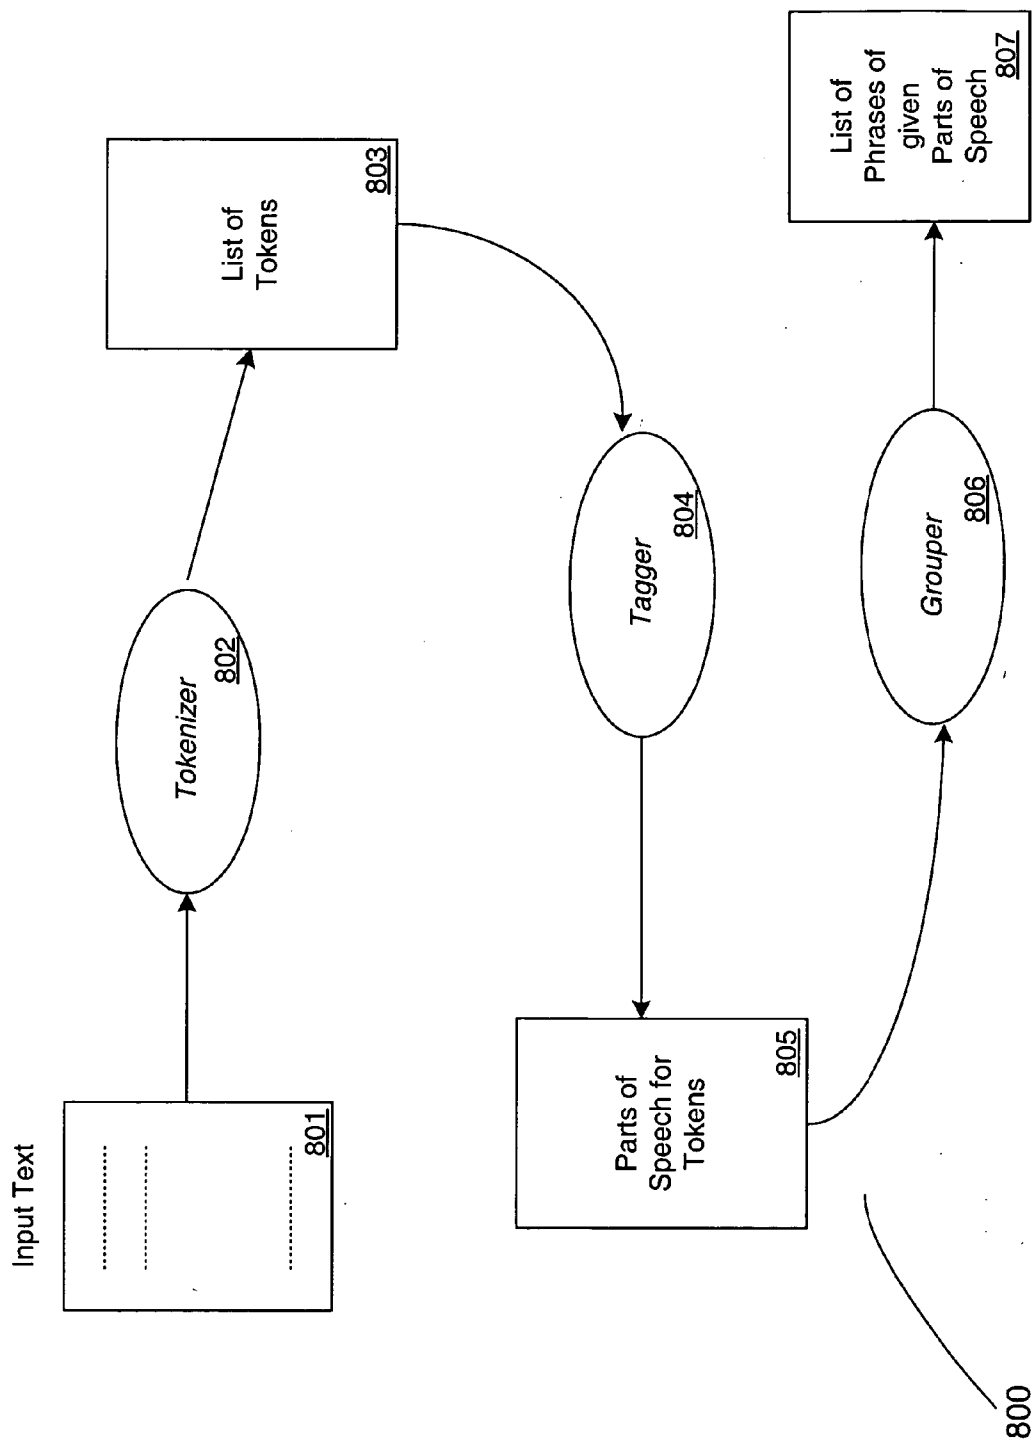 Input Text
801
Tokenizer
802
List of
Tokens
803
Parts of
Speech for
Tokens
805
Tagger
804
Grouper
806
List of
Phrases of
given
Parts of
Speech
807
800